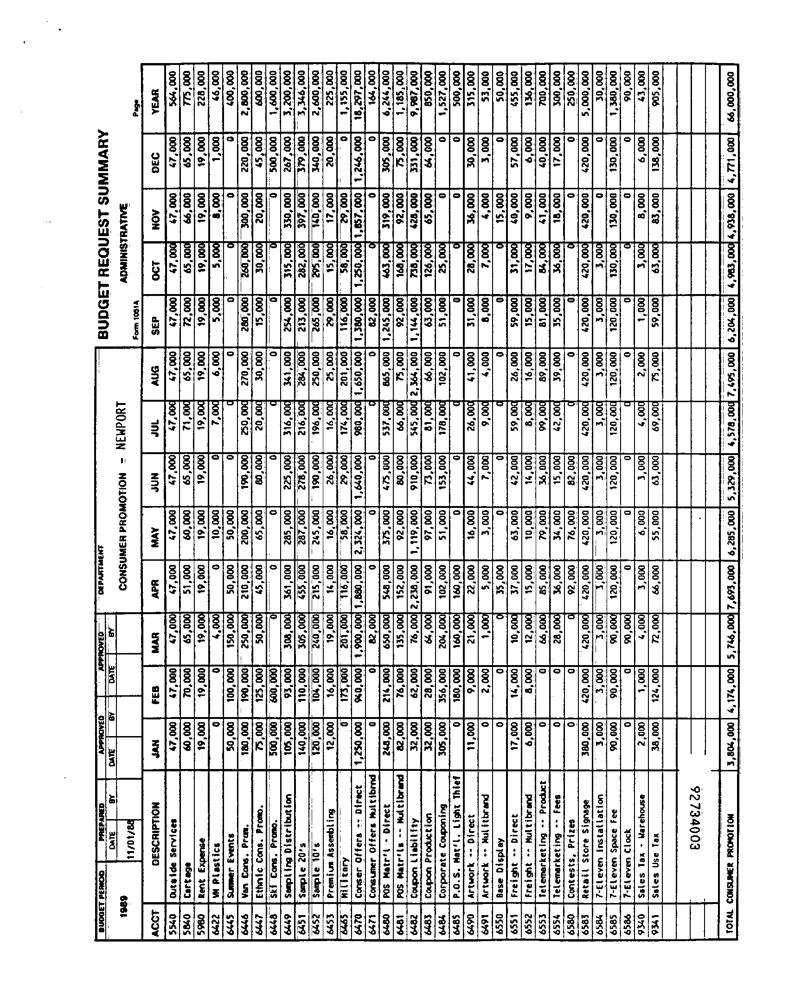 BUDGET REQUEST SUMMARY
ADMINISTRATIVE
Form 1051A Page
BUDGET PERIOD PREPARED APPROVED APPROVED DEPARTMENT
DATE BY DATE BY DATE BY
1989 11/01/88 CONSUMER PROMOTION - NEWPORT
ACCT DESCRIPTION JAN FEB MAR APR MAY JUN JUL AUG SEP OCT NOV DEC YEAR
5540 Outside Services 47,000 47,000 47,000 47,000 47,000 47,000 47,000 47,000 47,000 47,000 47,000 47,000 564,000
5840 Cartage 60,000 70,000 65,000 51,000 60,000 65,000 71,000 65,000 72,000 65,000 66,000 65,000 775,000
5980 Rent Expense 19,000 19,000 19,000 19,000 19,000 19,000 19,000 19,000 19,000 19,000 19,000 19,000 228,000
6422 VM Plastics 0 0 4,000 0 10,000 0 7,000 6,000 5,000 5,000 8,000 1,000 46,000
6445 Summer Events 50,000 100,000 150,000 50,000 50,000 0 0 0 0 0 0 0 400,000
6446 Van Cons. Prom. 180,000 190,000 250,000 210,000 200,000 190,000 250,000 270,000 280,000 260,000 300,000 220,000 2,800,000
6447 Ethnic Cons. Promo. 75,000 125,000 50,000 45,000 65,000 80,000 20,000 30,000 15,000 30,000 20,000 45,000 600,000
6448 Ski Cons. Promo. 500,000 600,000 500,000 1,600,000
6449 Sampling Distribution 105,000 93,000 308,000 361,000 285,000 225,000 316,000 341,000 254,000 315,000 330,000 267,000 3,200,000
6451 Sample 20's 140,000 110,000 305,000 455,000 287,000 278,000 216,000 284,000 213,000 282,000 397,000 379,000 3,346,000
6452 Sample 10's 120,000 104,000 240,000 215,000 245,000 190,000 196,000 250,000 265,000 295,000 140,000 340,000 2,600,000
6453 Premium Assembling 12,000 16,000 19,000 14,000 16,000 26,000 16,000 25,000 29,000 15,000 17,000 20,000 225,000
6465 Military 0 173,000 201,000 116,000 58,000 29,000 174,000 201,000 116,000 58,000 29,000 0 1,155,000
6470 Conser Offers -- Direct 1,250,000 940,000 1,900,000 1,880,000 2,324,000 1,640,000 980,000 1,650,000 1,380,000 1,250,000 1,857,000 1,246,000 18,297,000
6471 Consumer Offers Multibrnd 82,000 82,000 164,000
6480 POS Matr'l - Direct 248,000 214,000 650,000 548,000 375,000 475,000 537,000 865,000 1,245,000 463,000 319,000 305,000 6,244,000
6481 POS Matr'ls -- Multibrand 82,000 76,000 135,000 152,000 92,000 80,000 66,000 75,000 92,000 168,000 92,000 75,000 1,185,000
6482 Coupon Liability 32,000 62,000 76,000 2,238,000 1,119,000 910,000 545,000 2,364,000 1,144,000 738,000 428,000 331,000 9,987,000
6483 Coupon Production 32,000 28,000 64,000 91,000 97,000 73,000 81,000 66,000 63,000 126,000 65,000 64,000 850,000
6484 Corporate Couponing 305,000 356,000 204,000 102,000 51,000 153,000 178,000 102,000 51,000 25,000 0 0 1,527,000
6485 P.O.S. Mat'l. Light Thief 0 180,000 160,000 160,000 0 0 0 0 0 0 0 0 500,000
6490 Artwork -- Direct 11,000 9,000 21,000 22,000 16,000 44,000 26,000 41,000 31,000 28,000 36,000 30,000 315,000
6491 Artwork -- Multibrand 2,000 1,000 5,000 3,000 7,000 9,000 4,000 8,000 7,000 4,000 3,000 53,000
6550 Base Display 35,000 15,000 50,000
6551 Freight -- Direct 17,000 14,000 10,000 37,000 63,000 42,000 59,000 26,000 59,000 31,000 40,000 57,000 455,000
6552 Freight -- Multibrand 6,000 8,000 12,000 15,000 10,000 14,000 8,000 16,000 15,000 17,000 9,000 6,000 136,000
6553 Telemarketing -- Product 0 0 66,000 85,000 79,000 36,000 99,000 89,000 81,000 84,000 41,000 40,000 700,000
6554 Telemarketing -- Fees 0 0 28,000 36,000 34,000 15,000 42,000 39,000 35,000 36,000 18,000 17,000 300,000
6580 Contests, Prizes 0 0 0 92,000 76,000 82,000 0 0 0 0 0 0 250,000
6583 Retail Store Signage 380,000 420,000 420,000 420,000 420,000 420,000 420,000 420,000 420,000 420,000 420,000 420,000 5,000,000
6584 7-Eleven Installation 3,000 3,000 3,000 3,000 3,000 3,000 3,000 3,000 3,000 3,000 30,000
6585 7-Eleven Space Fee 90,000 90,000 90,000 120,000 120,000 120,000 120,000 120,000 120,000 130,000 130,000 130,000 1,380,000
6586 7-Eleven Clock 90,000 90,000
9340 Sales Tax - Warehouse 2,000 1,000 4,000 3,000 6,000 3,000 4,000 2,000 1,000 3,000 8,000 6,000 43,000
9341 Sales Use Tax 38,000 124,000 72,000 66,000 55,000 63,000 69,000 75,000 59,000 63,000 83,000 138,000 905,000
TOTAL CONSUMER PROMOTION 3,804,000 4,174,000 5,746,000 7,693,000 6,285,000 5,329,000 4,578,000 7,495,000 6,204,000 4,983,000 4,938,000 4,771,000 66,000,000
92734003